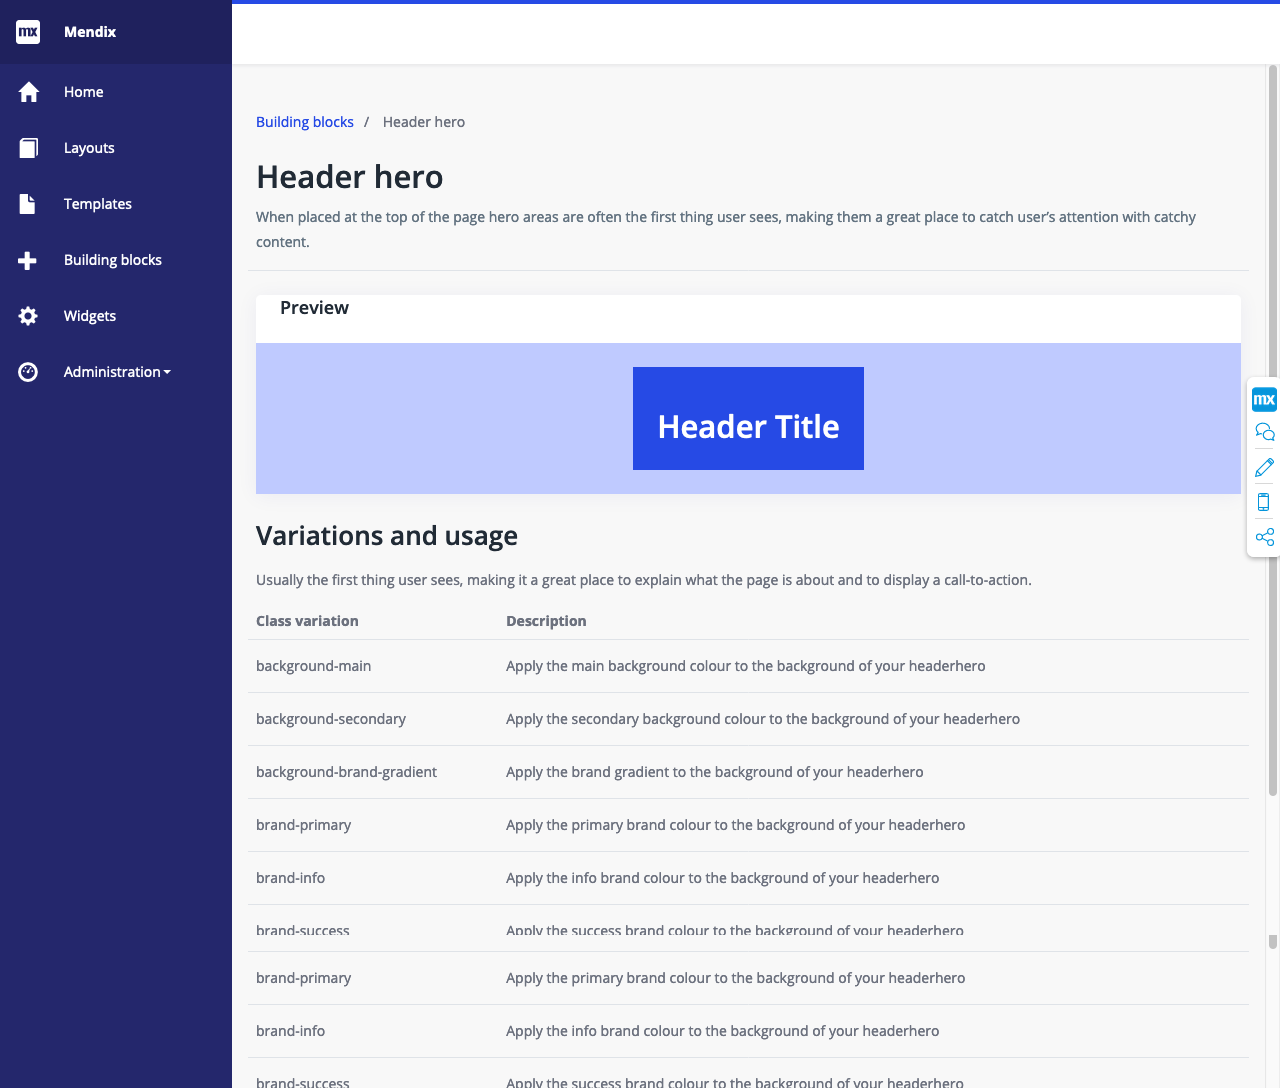 mx Mendix
Home
Layouts
Templates
Building blocks
Widgets
Administration
Building blocks / Header hero
Header hero
When placed at the top of the page hero areas are often the first thing user sees, making them a great place to catch user’s attention with catchy
content.
Preview
Header Title
mx
Variations and usage
Usually the first thing user sees, making it a great place to explain what the page is about and to display a call-to-action.
Class variation Description
background-main Apply the main background colour to the background of your headerhero
background-secondary Apply the secondary background colour to the background of your headerhero
background-brand-gradient Apply the brand gradient to the background of your headerhero
brand-primary Apply the primary brand colour to the background of your headerhero
brand-info Apply the info brand colour to the background of your headerhero
brand-success Apply the success brand colour to the background of your headerhero
brand-primary Apply the primary brand colour to the background of your headerhero
brand-info Apply the info brand colour to the background of your headerhero
brand-success Apply the success brand colour to the background of your headerhero